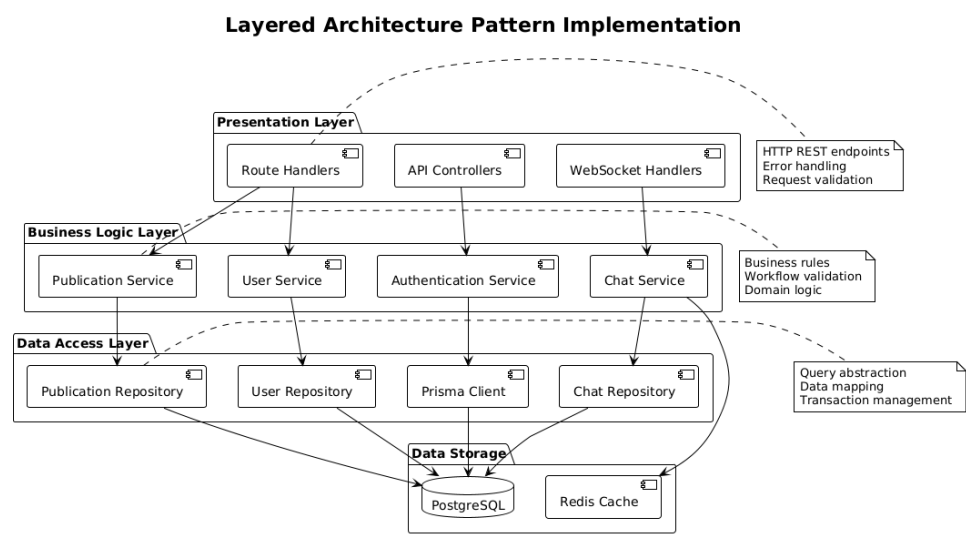 Layered Architecture Pattern Implementation
Presentation Layer
Route Handlers
API Controllers
WebSocket Handlers
HTTP REST endpoints
Error handling
Request validation
Business Logic Layer
Publication Service
User Service
Authentication Service
Chat Service
Business rules
Workflow validation
Domain logic
Data Access Layer
Publication Repository
User Repository
Prisma Client
Chat Repository
Query abstraction
Data mapping
Transaction management
Data Storage
PostgreSQL
Redis Cache